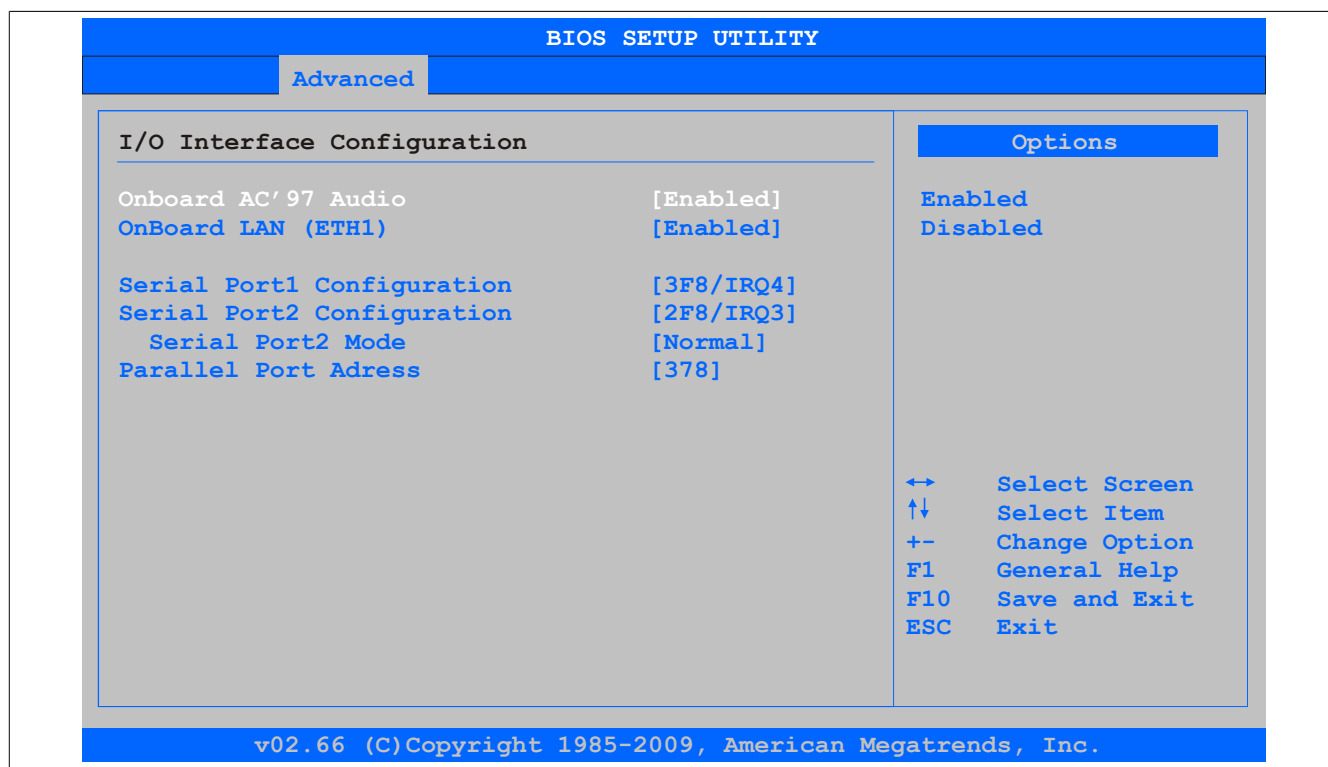 BIOS SETUP UTILITY
Advanced
I/O Interface Configuration
Onboard AC’97 Audio [Enabled]
OnBoard LAN (ETH1) [Enabled]
Serial Port1 Configuration [3F8/IRQ4]
Serial Port2 Configuration [2F8/IRQ3]
Serial Port2 Mode [Normal]
Parallel Port Adress [378]
Options
Enabled
Disabled
↔ Select Screen
↑↓ Select Item
+- Change Option
F1 General Help
F10 Save and Exit
ESC Exit
v02.66 (C)Copyright 1985-2009, American Megatrends, Inc.